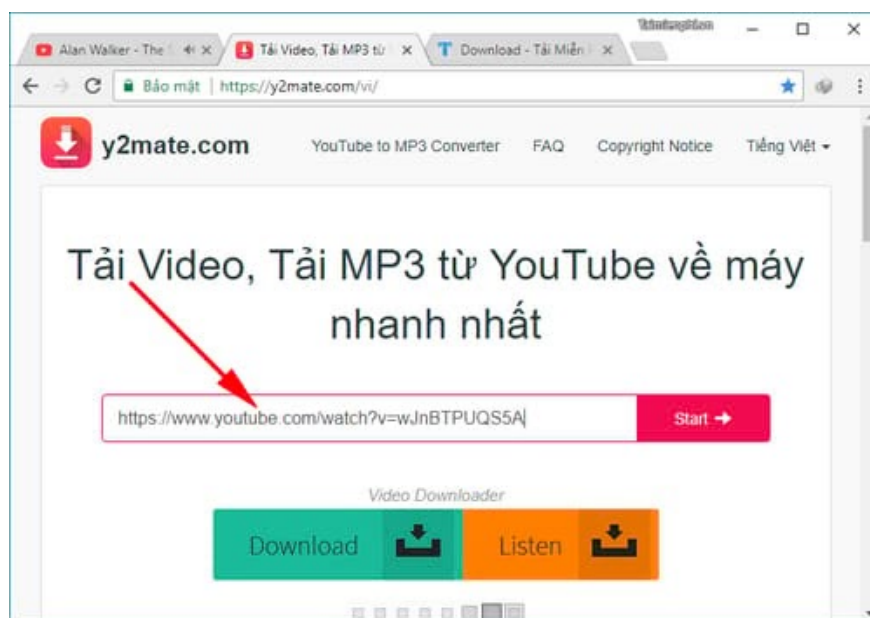 Alan Walker - The
Tải Video, Tải MP3 từ
Download - Tải Miễn
Bảo mật
https://y2mate.com/vi/
y2mate.com
YouTube to MP3 Converter
FAQ
Copyright Notice
Tiếng Việt
Tải Video, Tải MP3 từ YouTube về máy
nhanh nhất
https://www.youtube.com/watch?v=wJnBTPUQS5A
Start
Video Downloader
Download
Listen